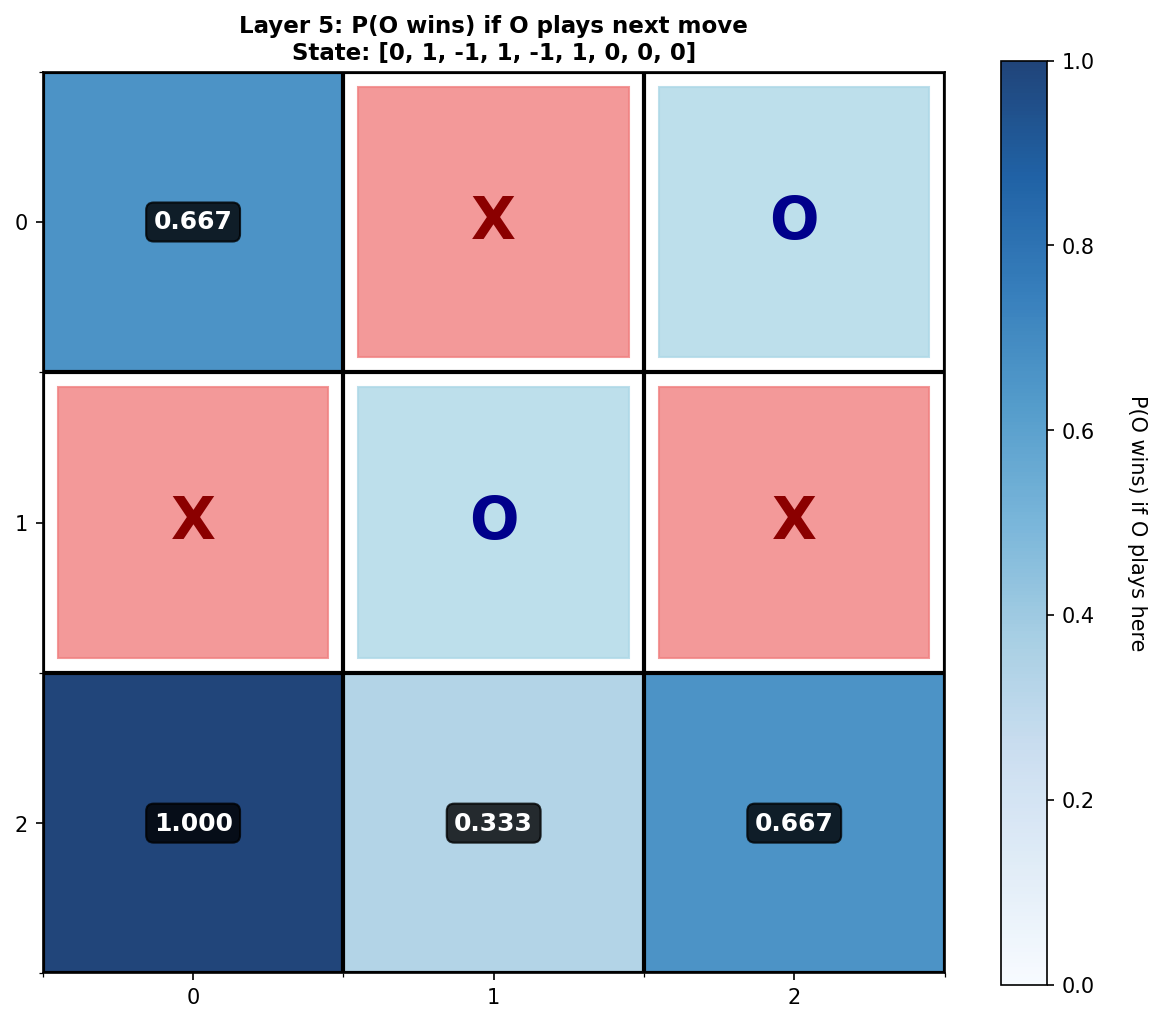 Layer 5: P(O wins) if O plays next move
State: [0, 1, -1, 1, -1, 1, 0, 0, 0]
0.667
X
O
X
O
X
1.000
0.333
0.667
0
1
2
0
1
2
1.0
0.8
0.6
0.4
0.2
0.0
P(O wins) if O plays here